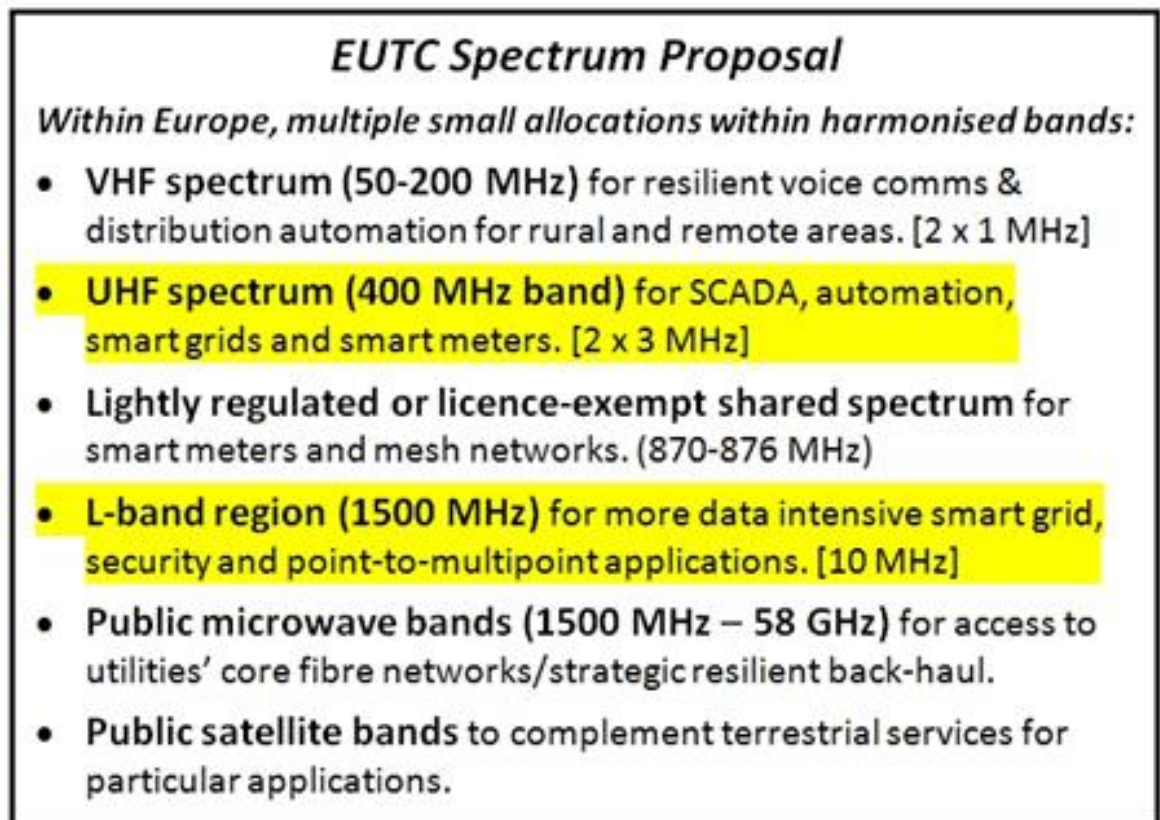 EUTC Spectrum Proposal
Within Europe, multiple small allocations within harmonised bands:
• VHF spectrum (50-200 MHz) for resilient voice comms &
distribution automation for rural and remote areas. [2 x 1 MHz]
• UHF spectrum (400 MHz band) for SCADA, automation,
smart grids and smart meters. [2 x 3 MHz]
• Lightly regulated or licence-exempt shared spectrum for
smart meters and mesh networks. (870-876 MHz)
• L-band region (1500 MHz) for more data intensive smart grid,
security and point-to-multipoint applications. [10 MHz]
• Public microwave bands (1500 MHz – 58 GHz) for access to
utilities’ core fibre networks/strategic resilient back-haul.
• Public satellite bands to complement terrestrial services for
particular applications.